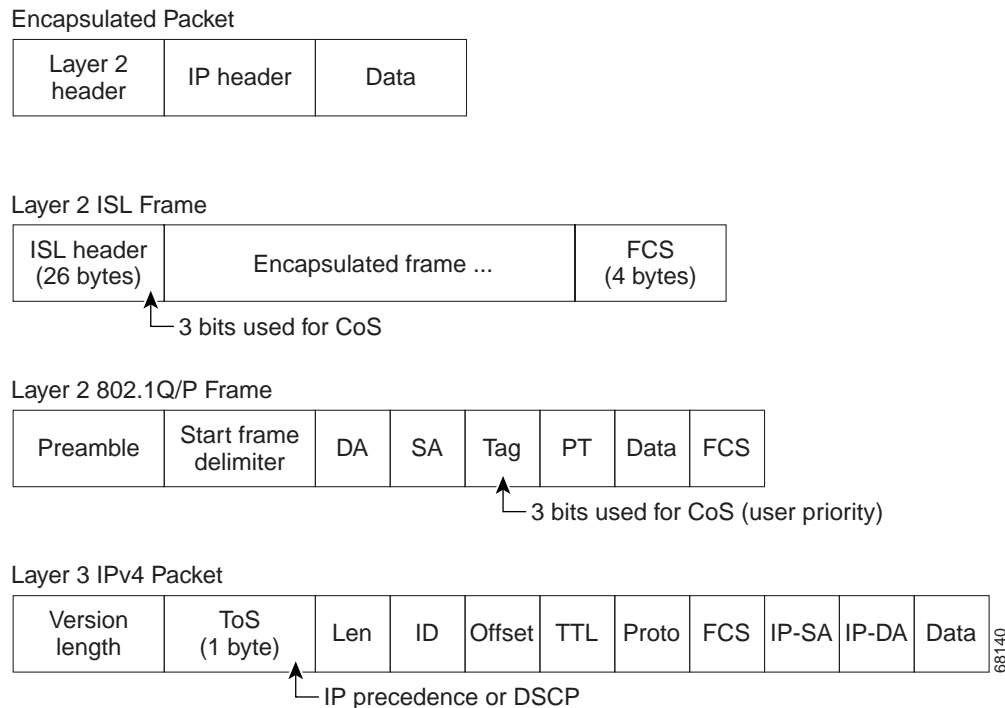 Encapsulated Packet
Layer 2
header
IP header
Data
Layer 2 ISL Frame
ISL header
(26 bytes)
Encapsulated frame ...
FCS
(4 bytes)
3 bits used for CoS
Layer 2 802.1Q/P Frame
Preamble
Start frame
delimiter
DA
SA
Tag
PT
Data
FCS
3 bits used for CoS (user priority)
Layer 3 IPv4 Packet
Version
length
ToS
(1 byte)
Len
ID
Offset
TTL
Proto
FCS
IP-SA
IP-DA
Data
IP precedence or DSCP
68140